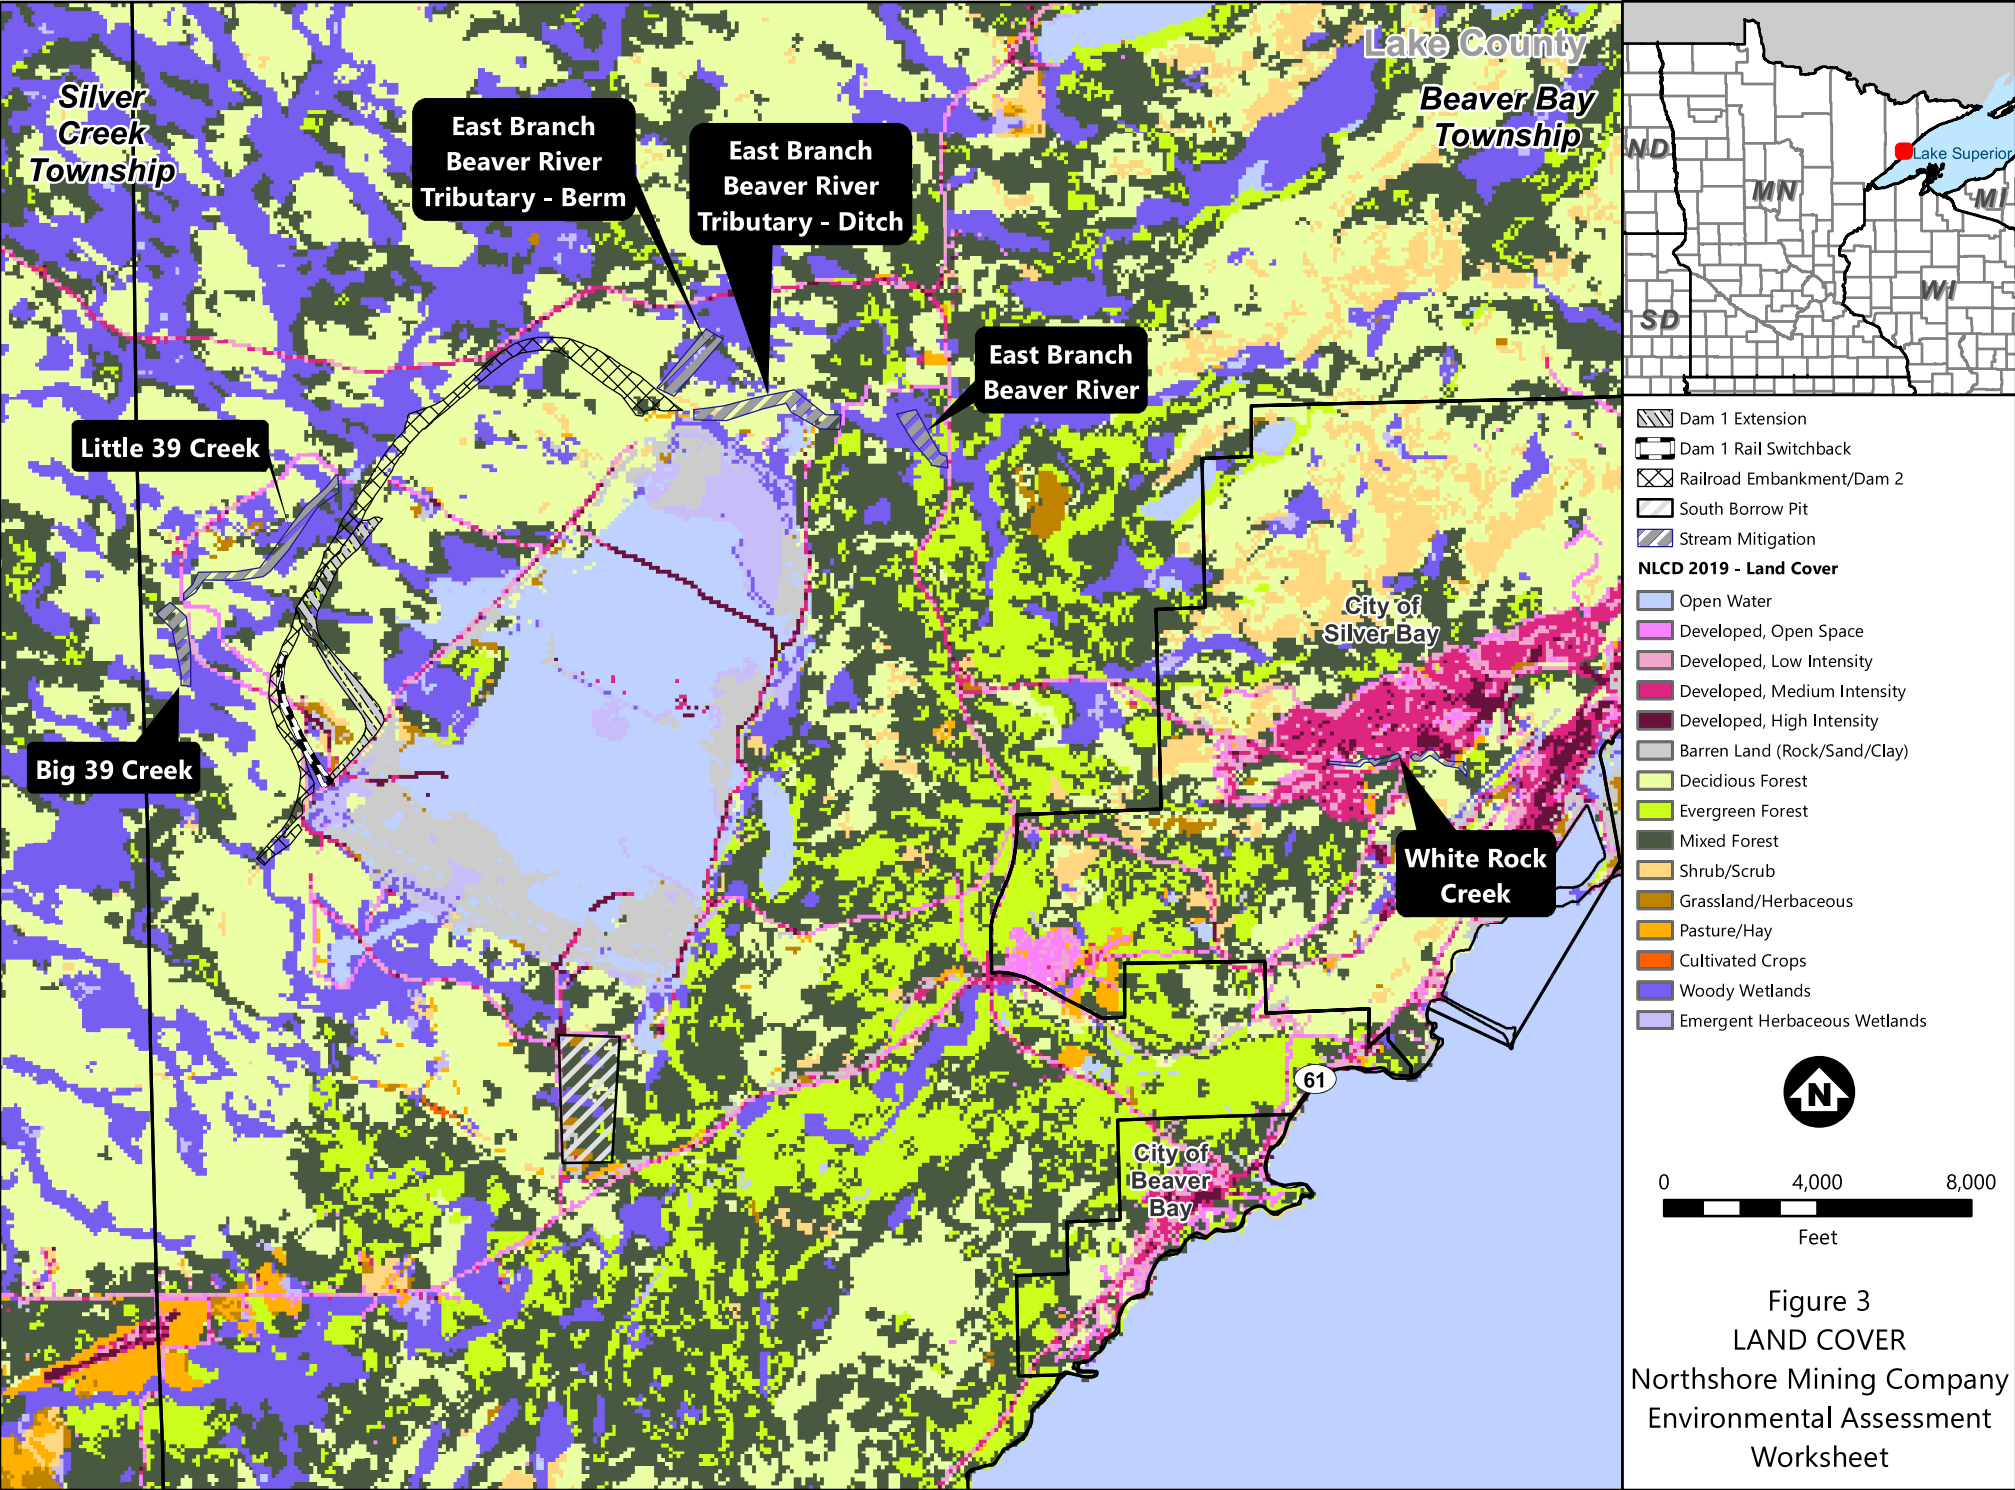 Lake County
Silver
Creek
Township
Beaver Bay
Township
East Branch
Beaver River
Tributary - Berm
East Branch
Beaver River
Tributary - Ditch
East Branch
Beaver River
Little 39 Creek
Big 39 Creek
City of
Silver Bay
White Rock
Creek
61
City of
Beaver
Bay
ND
MN
Lake Superior
MI
WI
SD
Dam 1 Extension
Dam 1 Rail Switchback
Railroad Embankment/Dam 2
South Borrow Pit
Stream Mitigation
NLCD 2019 - Land Cover
Open Water
Developed, Open Space
Developed, Low Intensity
Developed, Medium Intensity
Developed, High Intensity
Barren Land (Rock/Sand/Clay)
Decidious Forest
Evergreen Forest
Mixed Forest
Shrub/Scrub
Grassland/Herbaceous
Pasture/Hay
Cultivated Crops
Woody Wetlands
Emergent Herbaceous Wetlands
N
0 4,000 8,000
Feet
Figure 3
LAND COVER
Northshore Mining Company
Environmental Assessment
Worksheet